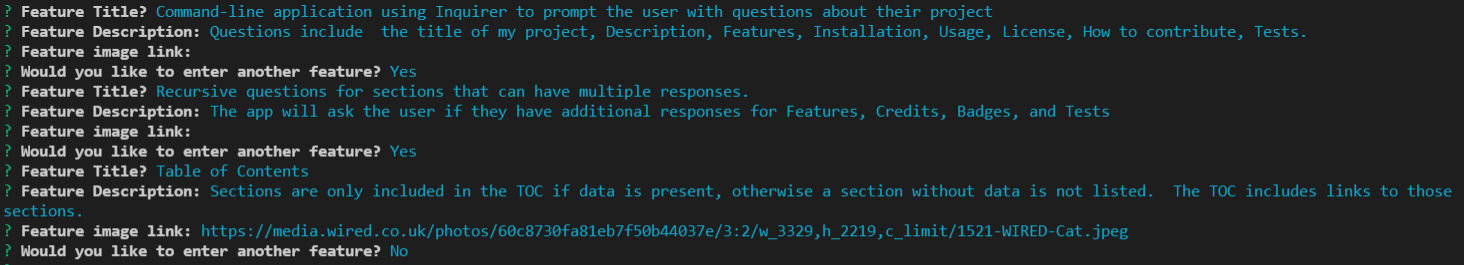 ? Feature Title? Command-line application using Inquirer to prompt the user with questions about their project
? Feature Description: Questions include  the title of my project, Description, Features, Installation, Usage, License, How to contribute, Tests.
? Feature image link:
? Would you like to enter another feature? Yes
? Feature Title? Recursive questions for sections that can have multiple responses.
? Feature Description: The app will ask the user if they have additional responses for Features, Credits, Badges, and Tests
? Feature image link:
? Would you like to enter another feature? Yes
? Feature Title? Table of Contents
? Feature Description: Sections are only included in the TOC if data is present, otherwise a section without data is not listed.  The TOC includes links to those
sections.
? Feature image link: https://media.wired.co.uk/photos/60c8730fa81eb7f50b44037e/3:2/w_3329,h_2219,c_limit/1521-WIRED-Cat.jpeg
? Would you like to enter another feature? No